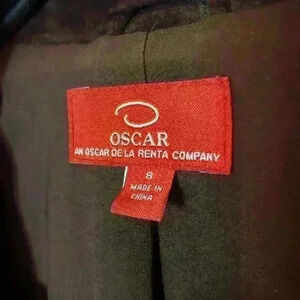 OSCAR
AN OSCAR DE LA RENTA COMPANY
8
MADE IN
CHINA